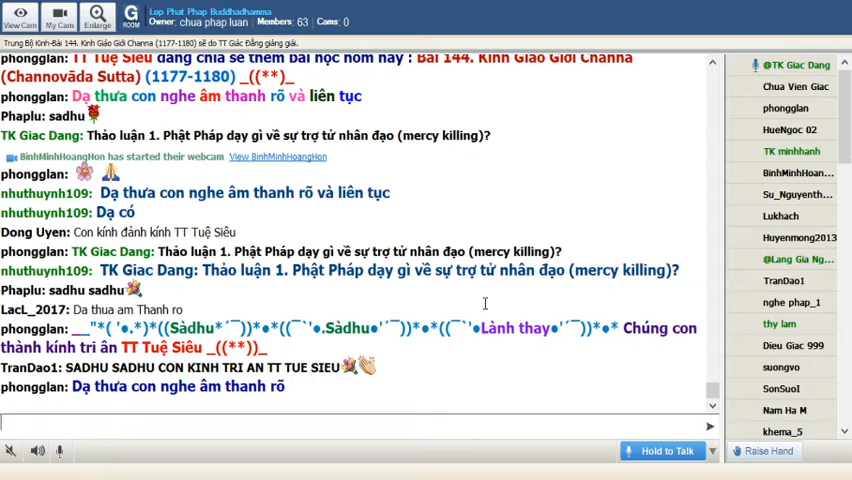 View Cam
My Cam
Enlarge
G
ROOM
Lop Phat Phap Buddhadhamma
Owner: chua phap luan Members: 63 Cams: 0
Trung Bộ Kinh-Bài 144. Kinh Giáo Giới Channa (1177-1180) sẽ do TT Giác Đẳng giảng giải.
phongglan: TT Tuệ Siêu đang chia sẽ thêm bài học hôm nay : Bài 144. Kinh Giáo Giới Channa
(Channovāda Sutta) (1177-1180) _((**)_
phongglan: Dạ thưa con nghe âm thanh rõ và liên tục
Phaplu: sadhu
TK Giac Dang: Thảo luận 1. Phật Pháp dạy gì về sự trợ tử nhân đạo (mercy killing)?
BinhMinhHoangHon has started their webcam View BinhMinhHoangHon
phongglan:
nhuthuynh109: Dạ thưa con nghe âm thanh rõ và liên tục
nhuthuynh109: Dạ có
Dong Uyen: Con kính đảnh kính TT Tuệ Siêu
phongglan: TK Giac Dang: Thảo luận 1. Phật Pháp dạy gì về sự trợ tử nhân đạo (mercy killing)?
nhuthuynh109: TK Giac Dang: Thảo luận 1. Phật Pháp dạy gì về sự trợ tử nhân đạo (mercy killing)?
Phaplu: sadhu sadhu
LacL_2017: Da thua am Thanh ro
phongglan: __"*( '●.*)*((Sàdhu*´¯))*●*((¯`'●.Sàdhu●'´¯))*●*((¯`'●Lành thay●'´¯))*●* Chúng con
thành kính tri ân TT Tuệ Siêu _((**))_
TranDao1: SADHU SADHU CON KINH TRI AN TT TUE SIEU
phongglan: Dạ thưa con nghe âm thanh rõ
Hold to Talk
@TK Giac Dang
Chua Vien Giac
phongglan
HueNgoc 02
TK minhhanh
BinhMinhHoan...
Su_Nguyenth...
Lukhach
Huyenmong2013
@Lang Gia Ng...
TranDao1
nghe phap_1
thy lam
Dieu Giac 999
suongvo
SonSuoI
Nam Ha M
khema_5
Raise Hand